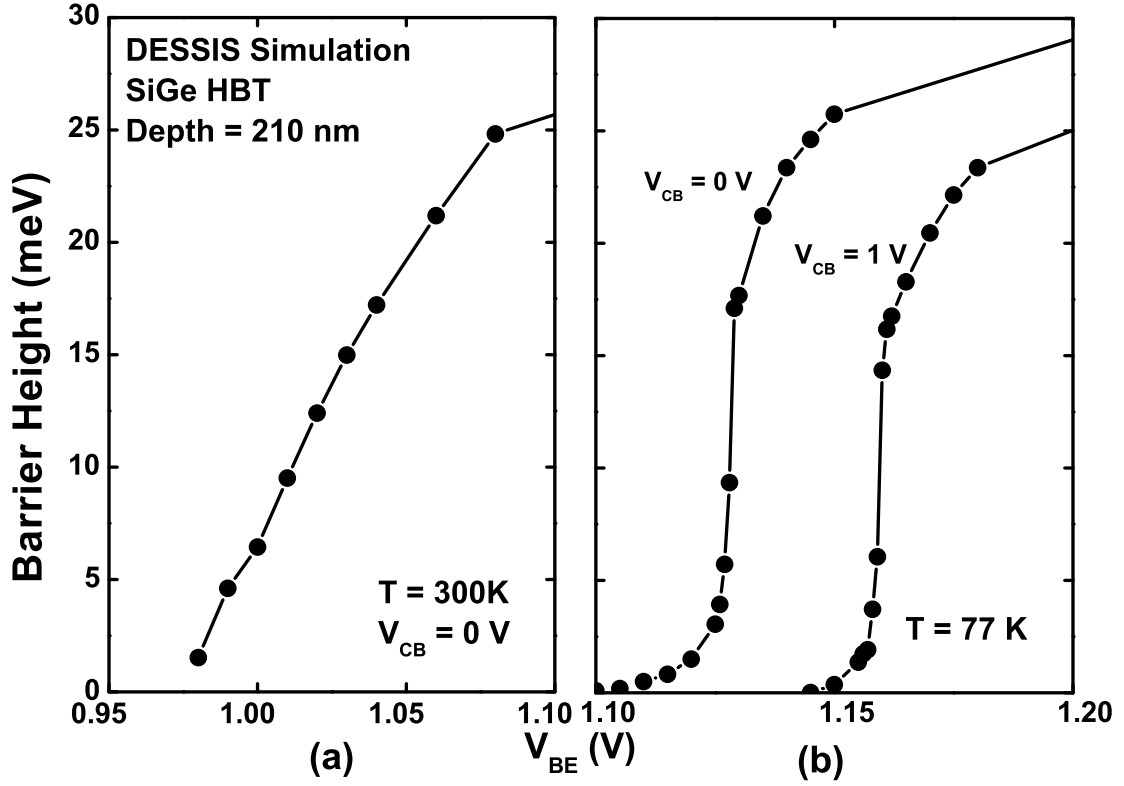 Barrier Height (meV)
30
25
20
15
10
5
0
DESSIS Simulation
SiGe HBT
Depth = 210 nm
T = 300K
V_CB = 0 V
0.95
1.00
1.05
1.10
(a)
V_CB = 0 V
V_CB = 1 V
T = 77 K
1.10
1.15
1.20
V_BE (V)
(b)